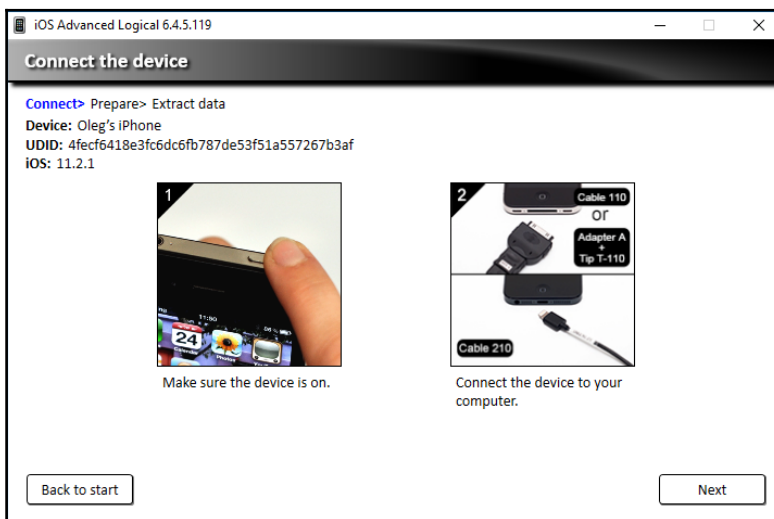 iOS Advanced Logical 6.4.5.119
Connect the device
Connect> Prepare> Extract data
Device: Oleg's iPhone
UDID: 4fecf6418e3fc6dc6fb787de53f51a557267b3af
iOS: 11.2.1
1
11:50
24
Calendar
Photos
Make sure the device is on.
2
Cable 110
or
Adapter A
+
Tip T-110
Cable 210
Connect the device to your
computer.
Back to start
Next